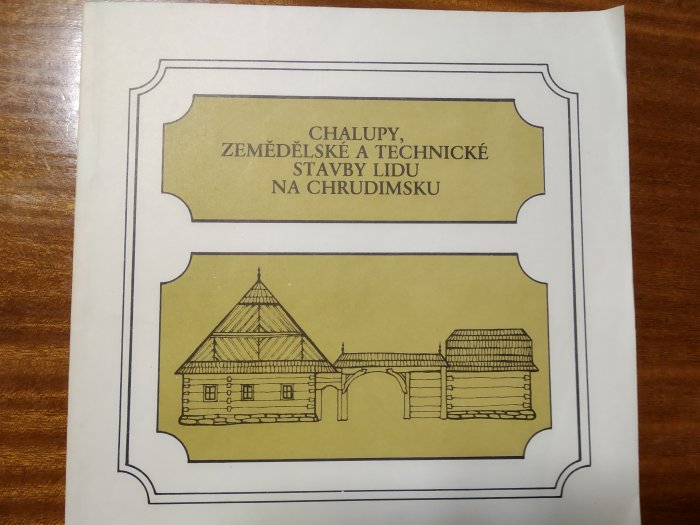 CHALUPY,
ZEMĚDĚLSKÉ A TECHNICKÉ
STAVBY LIDU
NA CHRUDIMSKU